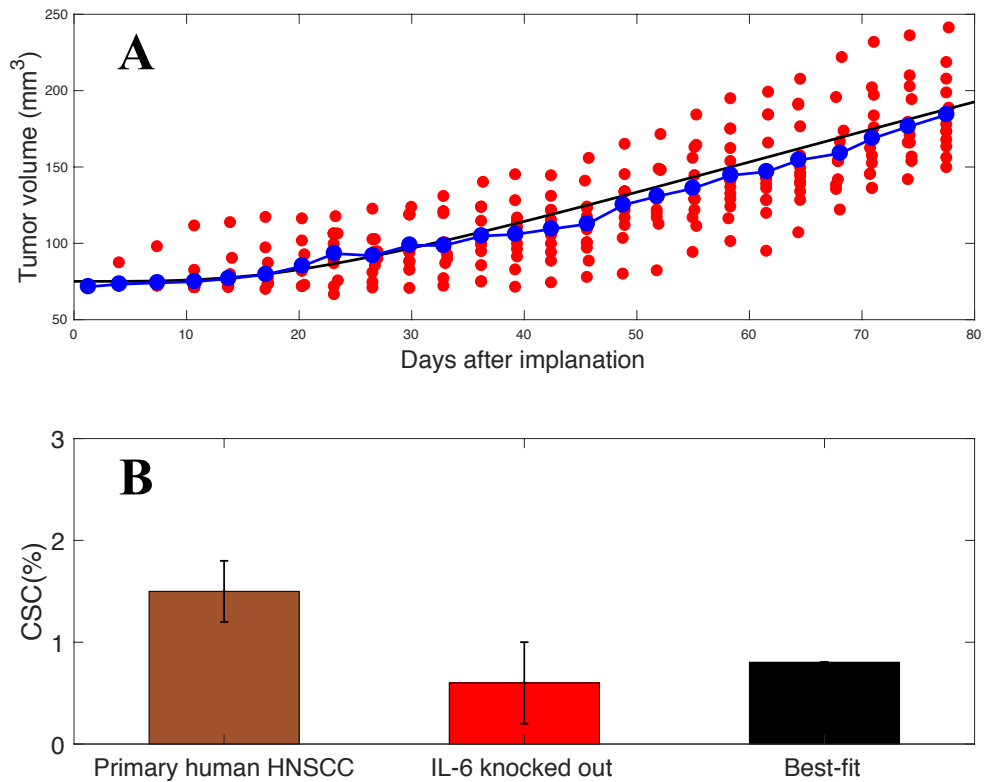 A
Tumor volume (mm³)
250
200
150
100
50
0 10 20 30 40 50 60 70 80
Days after implanation
B
CSC(%)
3
2
1
0
Primary human HNSCC IL-6 knocked out Best-fit